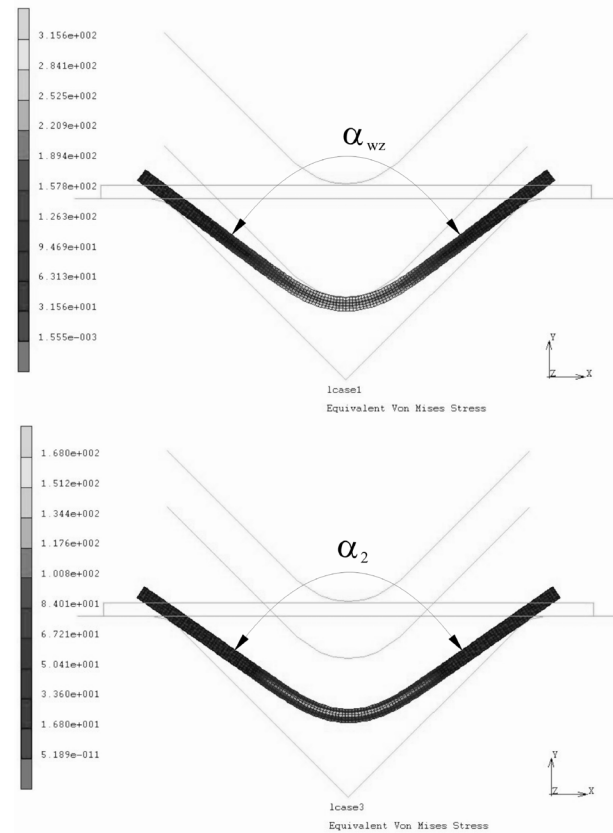 3.156e+002
2.841e+002
2.525e+002
2.209e+002
1.894e+002
1.578e+002
1.263e+002
9.469e+001
6.313e+001
3.156e+001
1.555e-003
αwz
Y
Z X
lcase1
Equivalent Von Mises Stress
1.680e+002
1.512e+002
1.344e+002
1.176e+002
1.008e+002
8.401e+001
6.721e+001
5.041e+001
3.360e+001
1.680e+001
5.189e-011
α2
Y
Z X
lcase3
Equivalent Von Mises Stress